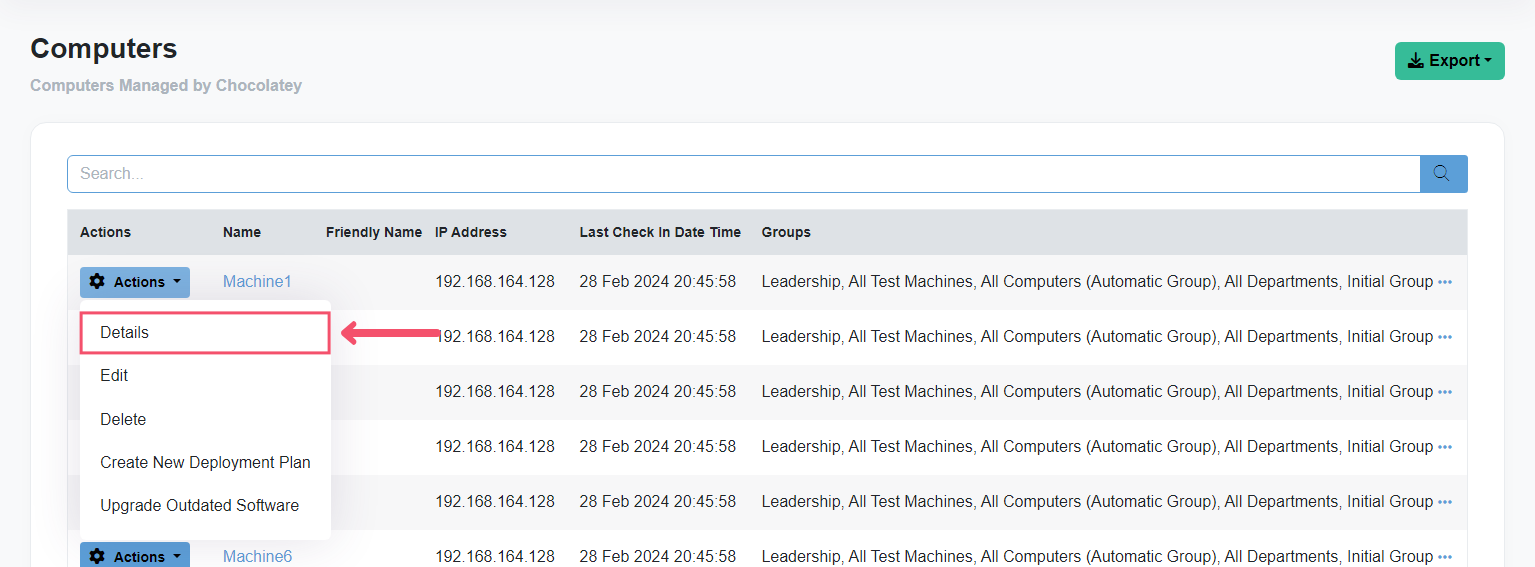 Computers
Export
Computers Managed by Chocolatey
Search...
Actions Name Friendly Name IP Address Last Check In Date Time Groups
Actions Machine1 192.168.164.128 28 Feb 2024 20:45:58 Leadership, All Test Machines, All Computers (Automatic Group), All Departments, Initial Group ···
Details 192.168.164.128 28 Feb 2024 20:45:58 Leadership, All Test Machines, All Computers (Automatic Group), All Departments, Initial Group ···
Edit 192.168.164.128 28 Feb 2024 20:45:58 Leadership, All Test Machines, All Computers (Automatic Group), All Departments, Initial Group ···
Delete
Create New Deployment Plan 192.168.164.128 28 Feb 2024 20:45:58 Leadership, All Test Machines, All Computers (Automatic Group), All Departments, Initial Group ···
Upgrade Outdated Software 192.168.164.128 28 Feb 2024 20:45:58 Leadership, All Test Machines, All Computers (Automatic Group), All Departments, Initial Group ···
Actions Machine6 192.168.164.128 28 Feb 2024 20:45:58 Leadership, All Test Machines, All Computers (Automatic Group), All Departments, Initial Group ···